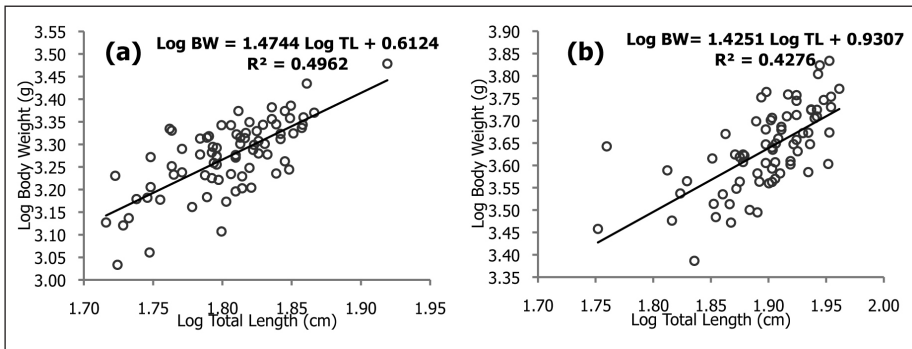 (a) Log BW = 1.4744 Log TL + 0.6124
R² = 0.4962
Log Body Weight (g)
3.55
3.50
3.45
3.40
3.35
3.30
3.25
3.20
3.15
3.10
3.05
3.00
1.70 1.75 1.80 1.85 1.90 1.95
Log Total Length (cm)
(b) Log BW= 1.4251 Log TL + 0.9307
R² = 0.4276
Log Body Weight (g)
3.90
3.85
3.80
3.75
3.70
3.65
3.60
3.55
3.50
3.45
3.40
3.35
1.70 1.75 1.80 1.85 1.90 1.95 2.00
Log Total Length (cm)